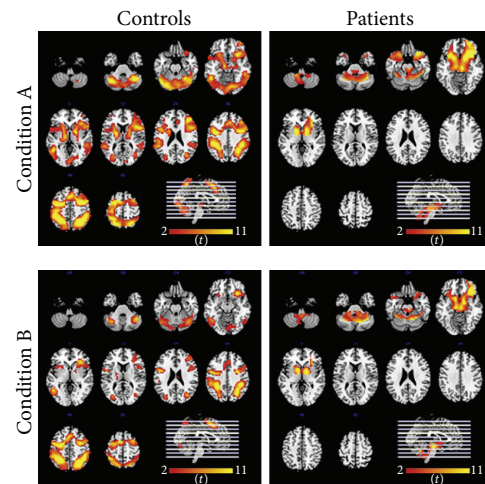 Controls
Patients
Condition A
2
11
(t)
2
11
(t)
Condition B
2
11
(t)
2
11
(t)